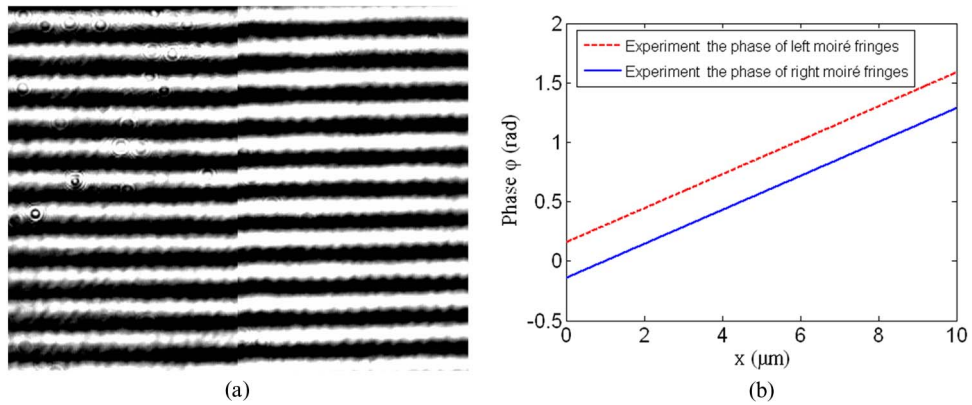 2
1.5
1
0.5
0
-0.5
Phase φ (rad)
Experiment the phase of left moiré fringes
Experiment the phase of right moiré fringes
0 2 4 6 8 10
x (μm)
(a) (b)